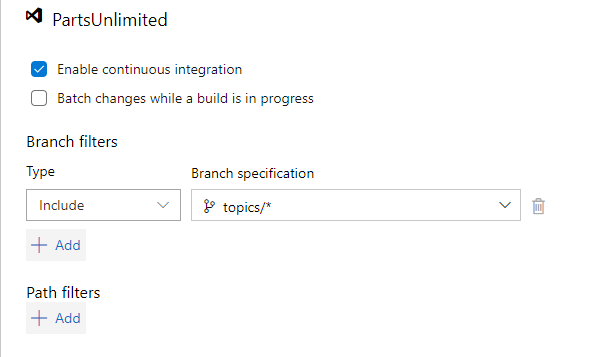 PartsUnlimited
Enable continuous integration
Batch changes while a build is in progress
Branch filters
Type Branch specification
Include topics/*
Add
Path filters
Add